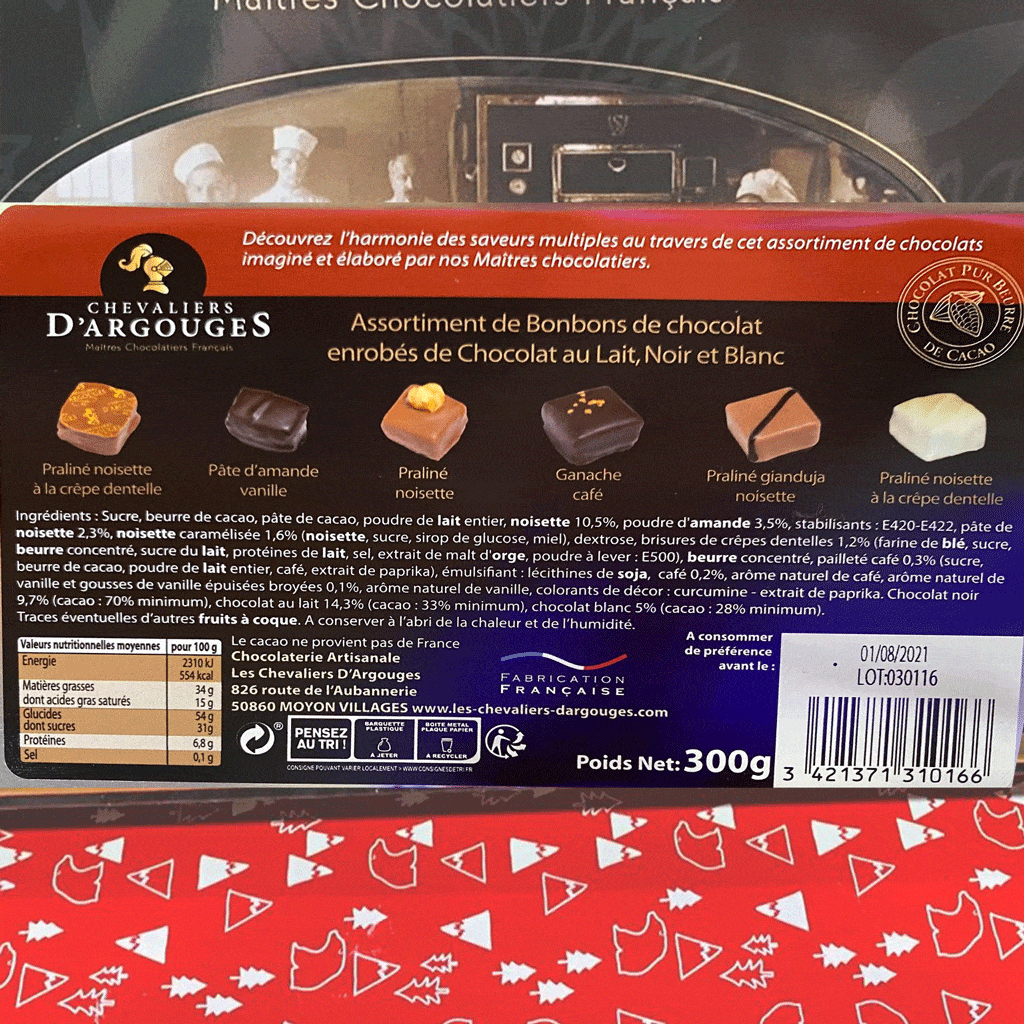 Maîtres Chocolatiers Français
Découvrez l'harmonie des saveurs multiples au travers de cet assortiment de chocolats
imaginé et élaboré par nos Maîtres chocolatiers.
CHEVALIERS
D'ARGOUGES
Maîtres Chocolatiers Français
CHOCOLAT PUR BEURRE
DE CACAO
Assortiment de Bonbons de chocolat
enrobés de Chocolat au Lait, Noir et Blanc
Praliné noisette
à la crêpe dentelle
Pâte d'amande
vanille
Praliné
noisette
Ganache
café
Praliné gianduja
noisette
Praliné noisette
à la crêpe dentelle
Ingrédients : Sucre, beurre de cacao, pâte de cacao, poudre de lait entier, noisette 10,5%, poudre d'amande 3,5%, stabilisants : E420-E422, pâte de
noisette 2,3%, noisette caramélisée 1,6% (noisette, sucre, sirop de glucose, miel), dextrose, brisures de crêpes dentelles 1,2% (farine de blé, sucre,
beurre concentré, sucre du lait, protéines de lait, sel, extrait de malt d'orge, poudre à lever : E500), beurre concentré, pailleté café 0,3% (sucre,
beurre de cacao, poudre de lait entier, café, extrait de paprika), émulsifiant : lécithines de soja, café 0,2%, arôme naturel de café, arôme naturel de
vanille et gousses de vanille épuisées broyées 0,1%, arôme naturel de vanille, colorants de décor : curcumine - extrait de paprika. Chocolat noir
9,7% (cacao : 70% minimum), chocolat au lait 14,3% (cacao : 33% minimum), chocolat blanc 5% (cacao : 28% minimum).
Traces éventuelles d'autres fruits à coque. A conserver à l'abri de la chaleur et de l'humidité.
Valeurs nutritionnelles moyennes pour 100 g
Energie 2310 kJ
554 kcal
Matières grasses 34 g
dont acides gras saturés 15 g
Glucides 54 g
dont sucres 31g
Protéines 6,8 g
Sel 0,1 g
Le cacao ne provient pas de France
Chocolaterie Artisanale
Les Chevaliers D'Argouges
826 route de l'Aubannerie
50860 MOYON VILLAGES www.les-chevaliers-dargouges.com
FABRICATION
FRANÇAISE
A consommer
de préférence
avant le :
01/08/2021
LOT:030116
®
PENSEZ
AU TRI !
BARQUETTE
PLASTIQUE
A JETER
BOITE METAL
PLAQUE PAPIER
A RECYCLER
CONSIGNE POUVANT VARIER LOCALEMENT > WWW.CONSIGNESDETRI.FR
Poids Net: 300g
3 421371 310166